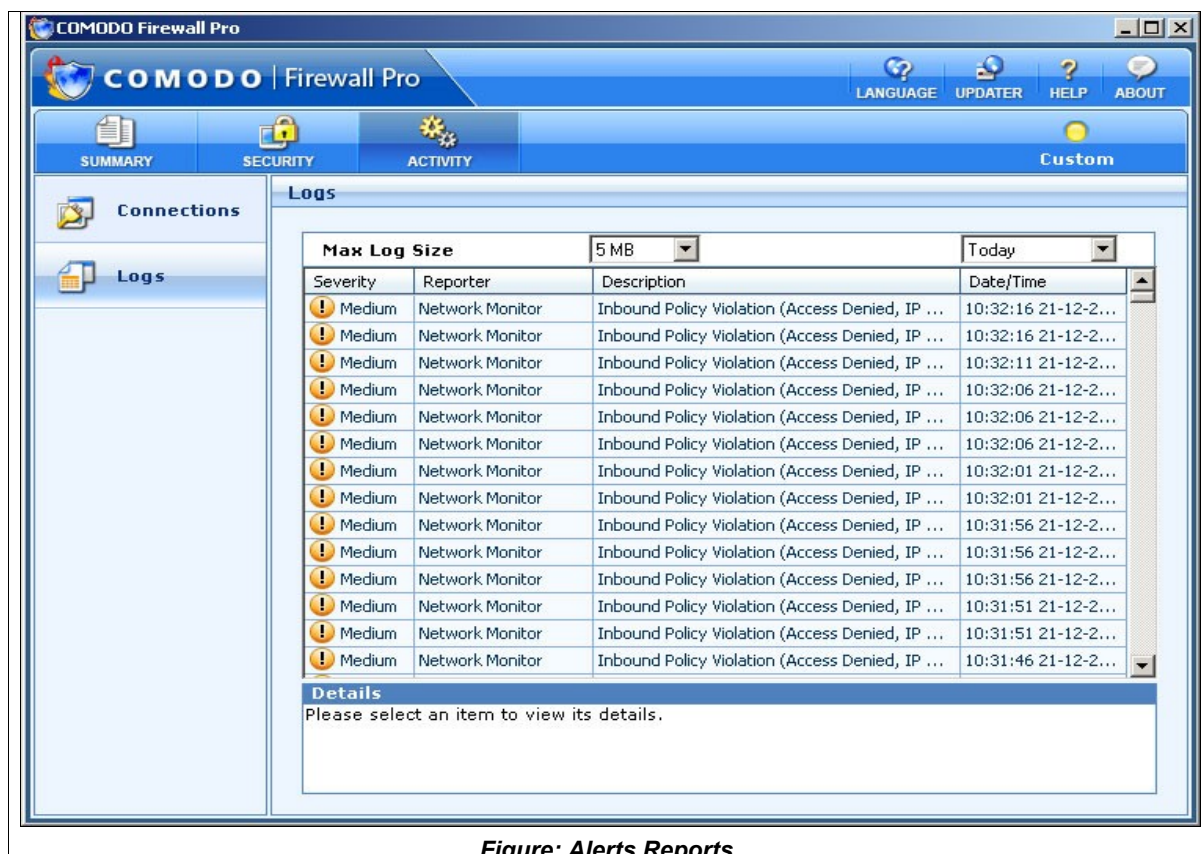 COMODO Firewall Pro
COMODO | Firewall Pro
LANGUAGE UPDATER HELP ABOUT
SUMMARY SECURITY ACTIVITY Custom
Connections
Logs
Logs
Max Log Size 5 MB Today
Severity Reporter Description Date/Time
Medium Network Monitor Inbound Policy Violation (Access Denied, IP ... 10:32:16 21-12-2...
Medium Network Monitor Inbound Policy Violation (Access Denied, IP ... 10:32:16 21-12-2...
Medium Network Monitor Inbound Policy Violation (Access Denied, IP ... 10:32:11 21-12-2...
Medium Network Monitor Inbound Policy Violation (Access Denied, IP ... 10:32:06 21-12-2...
Medium Network Monitor Inbound Policy Violation (Access Denied, IP ... 10:32:06 21-12-2...
Medium Network Monitor Inbound Policy Violation (Access Denied, IP ... 10:32:06 21-12-2...
Medium Network Monitor Inbound Policy Violation (Access Denied, IP ... 10:32:01 21-12-2...
Medium Network Monitor Inbound Policy Violation (Access Denied, IP ... 10:32:01 21-12-2...
Medium Network Monitor Inbound Policy Violation (Access Denied, IP ... 10:31:56 21-12-2...
Medium Network Monitor Inbound Policy Violation (Access Denied, IP ... 10:31:56 21-12-2...
Medium Network Monitor Inbound Policy Violation (Access Denied, IP ... 10:31:56 21-12-2...
Medium Network Monitor Inbound Policy Violation (Access Denied, IP ... 10:31:51 21-12-2...
Medium Network Monitor Inbound Policy Violation (Access Denied, IP ... 10:31:51 21-12-2...
Medium Network Monitor Inbound Policy Violation (Access Denied, IP ... 10:31:46 21-12-2...
Details
Please select an item to view its details.
Figure: Alerts Reports